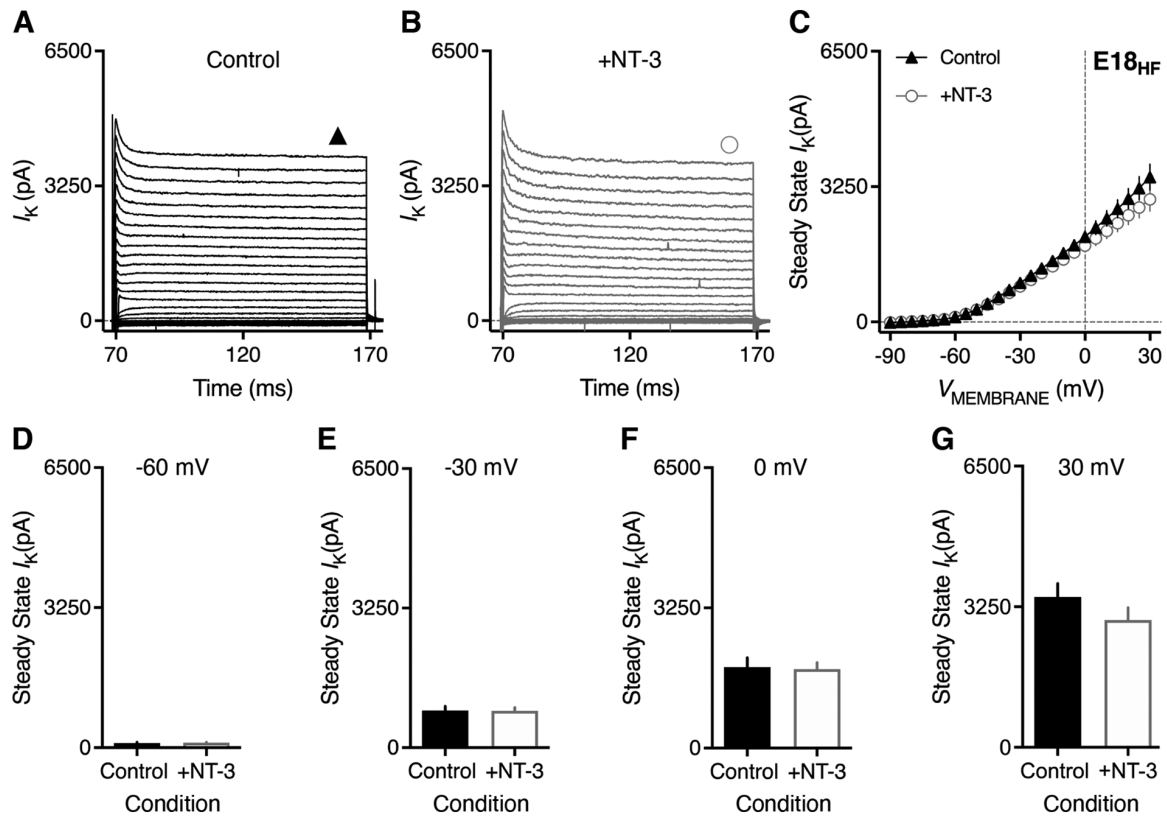 A
Control
6500
3250
0
I_K (pA)
70 120 170
Time (ms)
B
+NT-3
6500
3250
0
I_K (pA)
70 120 170
Time (ms)
C
E18_HF
Control
+NT-3
6500
3250
0
Steady State I_K(pA)
-90 -60 -30 0 30
V_MEMBRANE (mV)
D
-60 mV
6500
3250
0
Steady State I_K(pA)
Control +NT-3
Condition
E
-30 mV
6500
3250
0
Steady State I_K(pA)
Control +NT-3
Condition
F
0 mV
6500
3250
0
Steady State I_K(pA)
Control +NT-3
Condition
G
30 mV
6500
3250
0
Steady State I_K(pA)
Control +NT-3
Condition